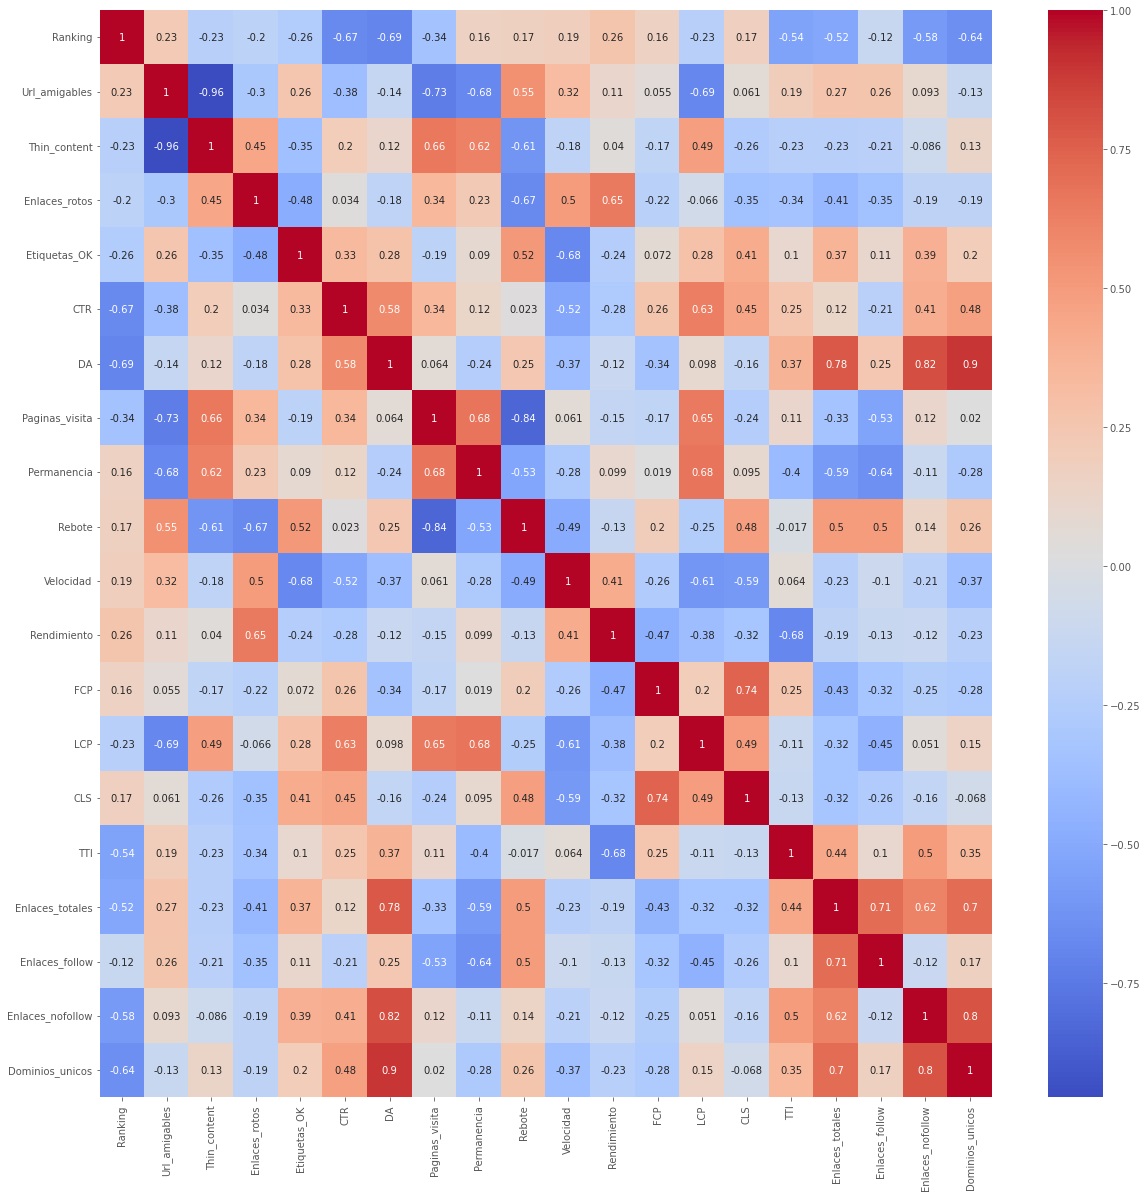 Ranking 1 0.23 -0.23 -0.2 -0.26 -0.67 -0.69 -0.34 0.16 0.17 0.19 0.26 0.16 -0.23 0.17 -0.54 -0.52 -0.12 -0.58 -0.64
Url_amigables 0.23 1 -0.96 -0.3 0.26 -0.38 -0.14 -0.73 -0.68 0.55 0.32 0.11 0.055 -0.69 0.061 0.19 0.27 0.26 0.093 -0.13
Thin_content -0.23 -0.96 1 0.45 -0.35 0.2 0.12 0.66 0.62 -0.61 -0.18 0.04 -0.17 0.49 -0.26 -0.23 -0.23 -0.21 -0.086 0.13
Enlaces_rotos -0.2 -0.3 0.45 1 -0.48 0.034 -0.18 0.34 0.23 -0.67 0.5 0.65 -0.22 -0.066 -0.35 -0.34 -0.41 -0.35 -0.19 -0.19
Etiquetas_OK -0.26 0.26 -0.35 -0.48 1 0.33 0.28 -0.19 0.09 0.52 -0.68 -0.24 0.072 0.28 0.41 0.1 0.37 0.11 0.39 0.2
CTR -0.67 -0.38 0.2 0.034 0.33 1 0.58 0.34 0.12 0.023 -0.52 -0.28 0.26 0.63 0.45 0.25 0.12 -0.21 0.41 0.48
DA -0.69 -0.14 0.12 -0.18 0.28 0.58 1 0.064 -0.24 0.25 -0.37 -0.12 -0.34 0.098 -0.16 0.37 0.78 0.25 0.82 0.9
Paginas_visita -0.34 -0.73 0.66 0.34 -0.19 0.34 0.064 1 0.68 -0.84 0.061 -0.15 -0.17 0.65 -0.24 0.11 -0.33 -0.53 0.12 0.02
Permanencia 0.16 -0.68 0.62 0.23 0.09 0.12 -0.24 0.68 1 -0.53 -0.28 0.099 0.019 0.68 0.095 -0.4 -0.59 -0.64 -0.11 -0.28
Rebote 0.17 0.55 -0.61 -0.67 0.52 0.023 0.25 -0.84 -0.53 1 -0.49 -0.13 0.2 -0.25 0.48 -0.017 0.5 0.5 0.14 0.26
Velocidad 0.19 0.32 -0.18 0.5 -0.68 -0.52 -0.37 0.061 -0.28 -0.49 1 0.41 -0.26 -0.61 -0.59 0.064 -0.23 -0.1 -0.21 -0.37
Rendimiento 0.26 0.11 0.04 0.65 -0.24 -0.28 -0.12 -0.15 0.099 -0.13 0.41 1 -0.47 -0.38 -0.32 -0.68 -0.19 -0.13 -0.12 -0.23
FCP 0.16 0.055 -0.17 -0.22 0.072 0.26 -0.34 -0.17 0.019 0.2 -0.26 -0.47 1 0.2 0.74 0.25 -0.43 -0.32 -0.25 -0.28
LCP -0.23 -0.69 0.49 -0.066 0.28 0.63 0.098 0.65 0.68 -0.25 -0.61 -0.38 0.2 1 0.49 -0.11 -0.32 -0.45 0.051 0.15
CLS 0.17 0.061 -0.26 -0.35 0.41 0.45 -0.16 -0.24 0.095 0.48 -0.59 -0.32 0.74 0.49 1 -0.13 -0.32 -0.26 -0.16 -0.068
TTI -0.54 0.19 -0.23 -0.34 0.1 0.25 0.37 0.11 -0.4 -0.017 0.064 -0.68 0.25 -0.11 -0.13 1 0.44 0.1 0.5 0.35
Enlaces_totales -0.52 0.27 -0.23 -0.41 0.37 0.12 0.78 -0.33 -0.59 0.5 -0.23 -0.19 -0.43 -0.32 -0.32 0.44 1 0.71 0.62 0.7
Enlaces_follow -0.12 0.26 -0.21 -0.35 0.11 -0.21 0.25 -0.53 -0.64 0.5 -0.1 -0.13 -0.32 -0.45 -0.26 0.1 0.71 1 -0.12 0.17
Enlaces_nofollow -0.58 0.093 -0.086 -0.19 0.39 0.41 0.82 0.12 -0.11 0.14 -0.21 -0.12 -0.25 0.051 -0.16 0.5 0.62 -0.12 1 0.8
Dominios_unicos -0.64 -0.13 0.13 -0.19 0.2 0.48 0.9 0.02 -0.28 0.26 -0.37 -0.23 -0.28 0.15 -0.068 0.35 0.7 0.17 0.8 1
Ranking
Url_amigables
Thin_content
Enlaces_rotos
Etiquetas_OK
CTR
DA
Paginas_visita
Permanencia
Rebote
Velocidad
Rendimiento
FCP
LCP
CLS
TTI
Enlaces_totales
Enlaces_follow
Enlaces_nofollow
Dominios_unicos
1.00
0.75
0.50
0.25
0.00
−0.25
−0.50
−0.75